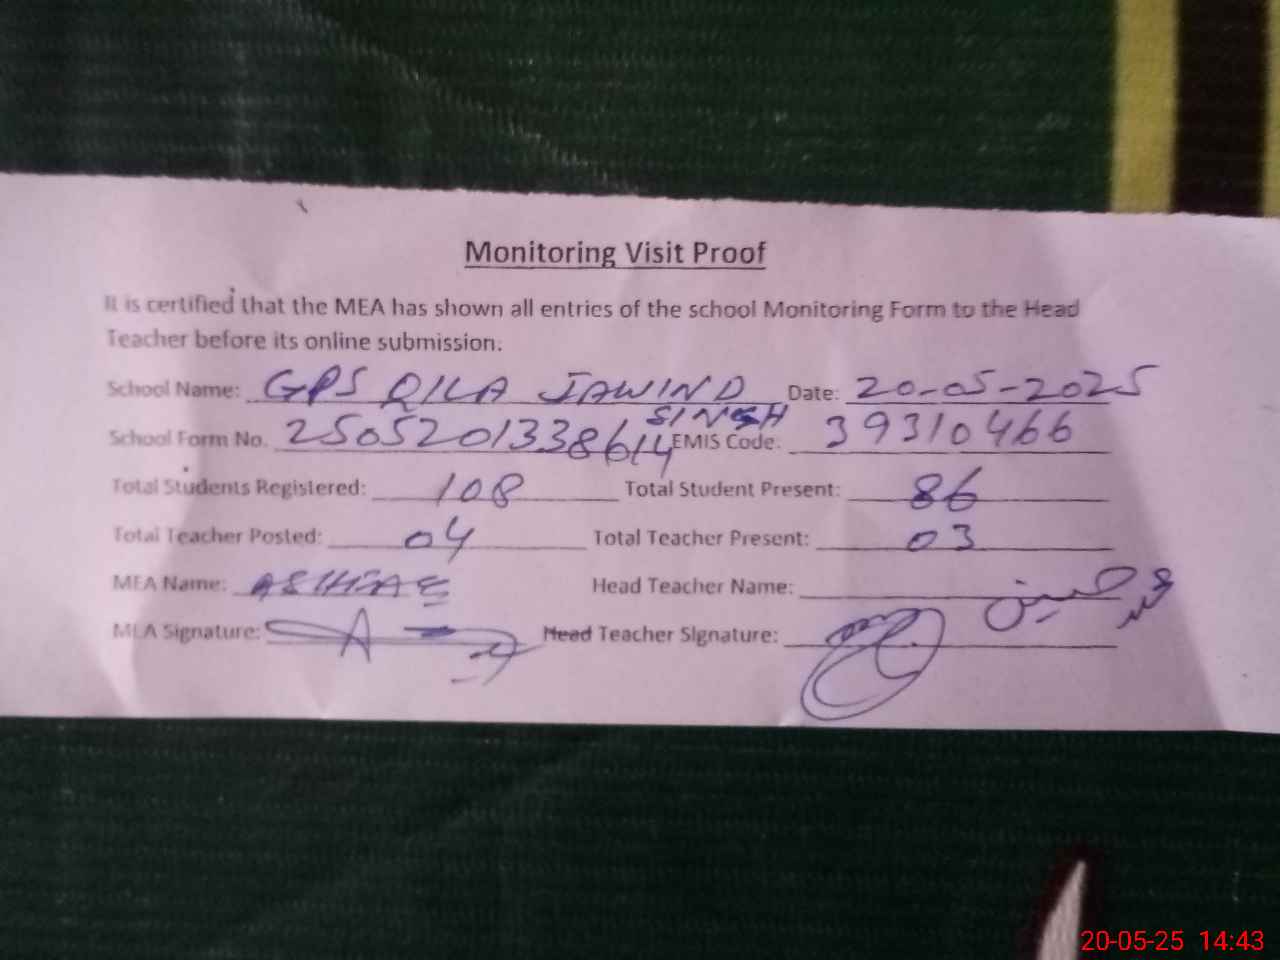 Monitoring Visit Proof
It is certified that the MEA has shown all entries of the school Monitoring Form to the Head
Teacher before its online submission.
School Name: GPS QILA JAWIND SINGH Date: 20-05-2025
School Form No. 2505201338614 EMIS Code: 39310466
Total Students Registered: 108 Total Student Present: 86
Total Teacher Posted: 04 Total Teacher Present: 03
MEA Name: Head Teacher Name:
MEA Signature: Head Teacher Signature:
20-05-25 14:43